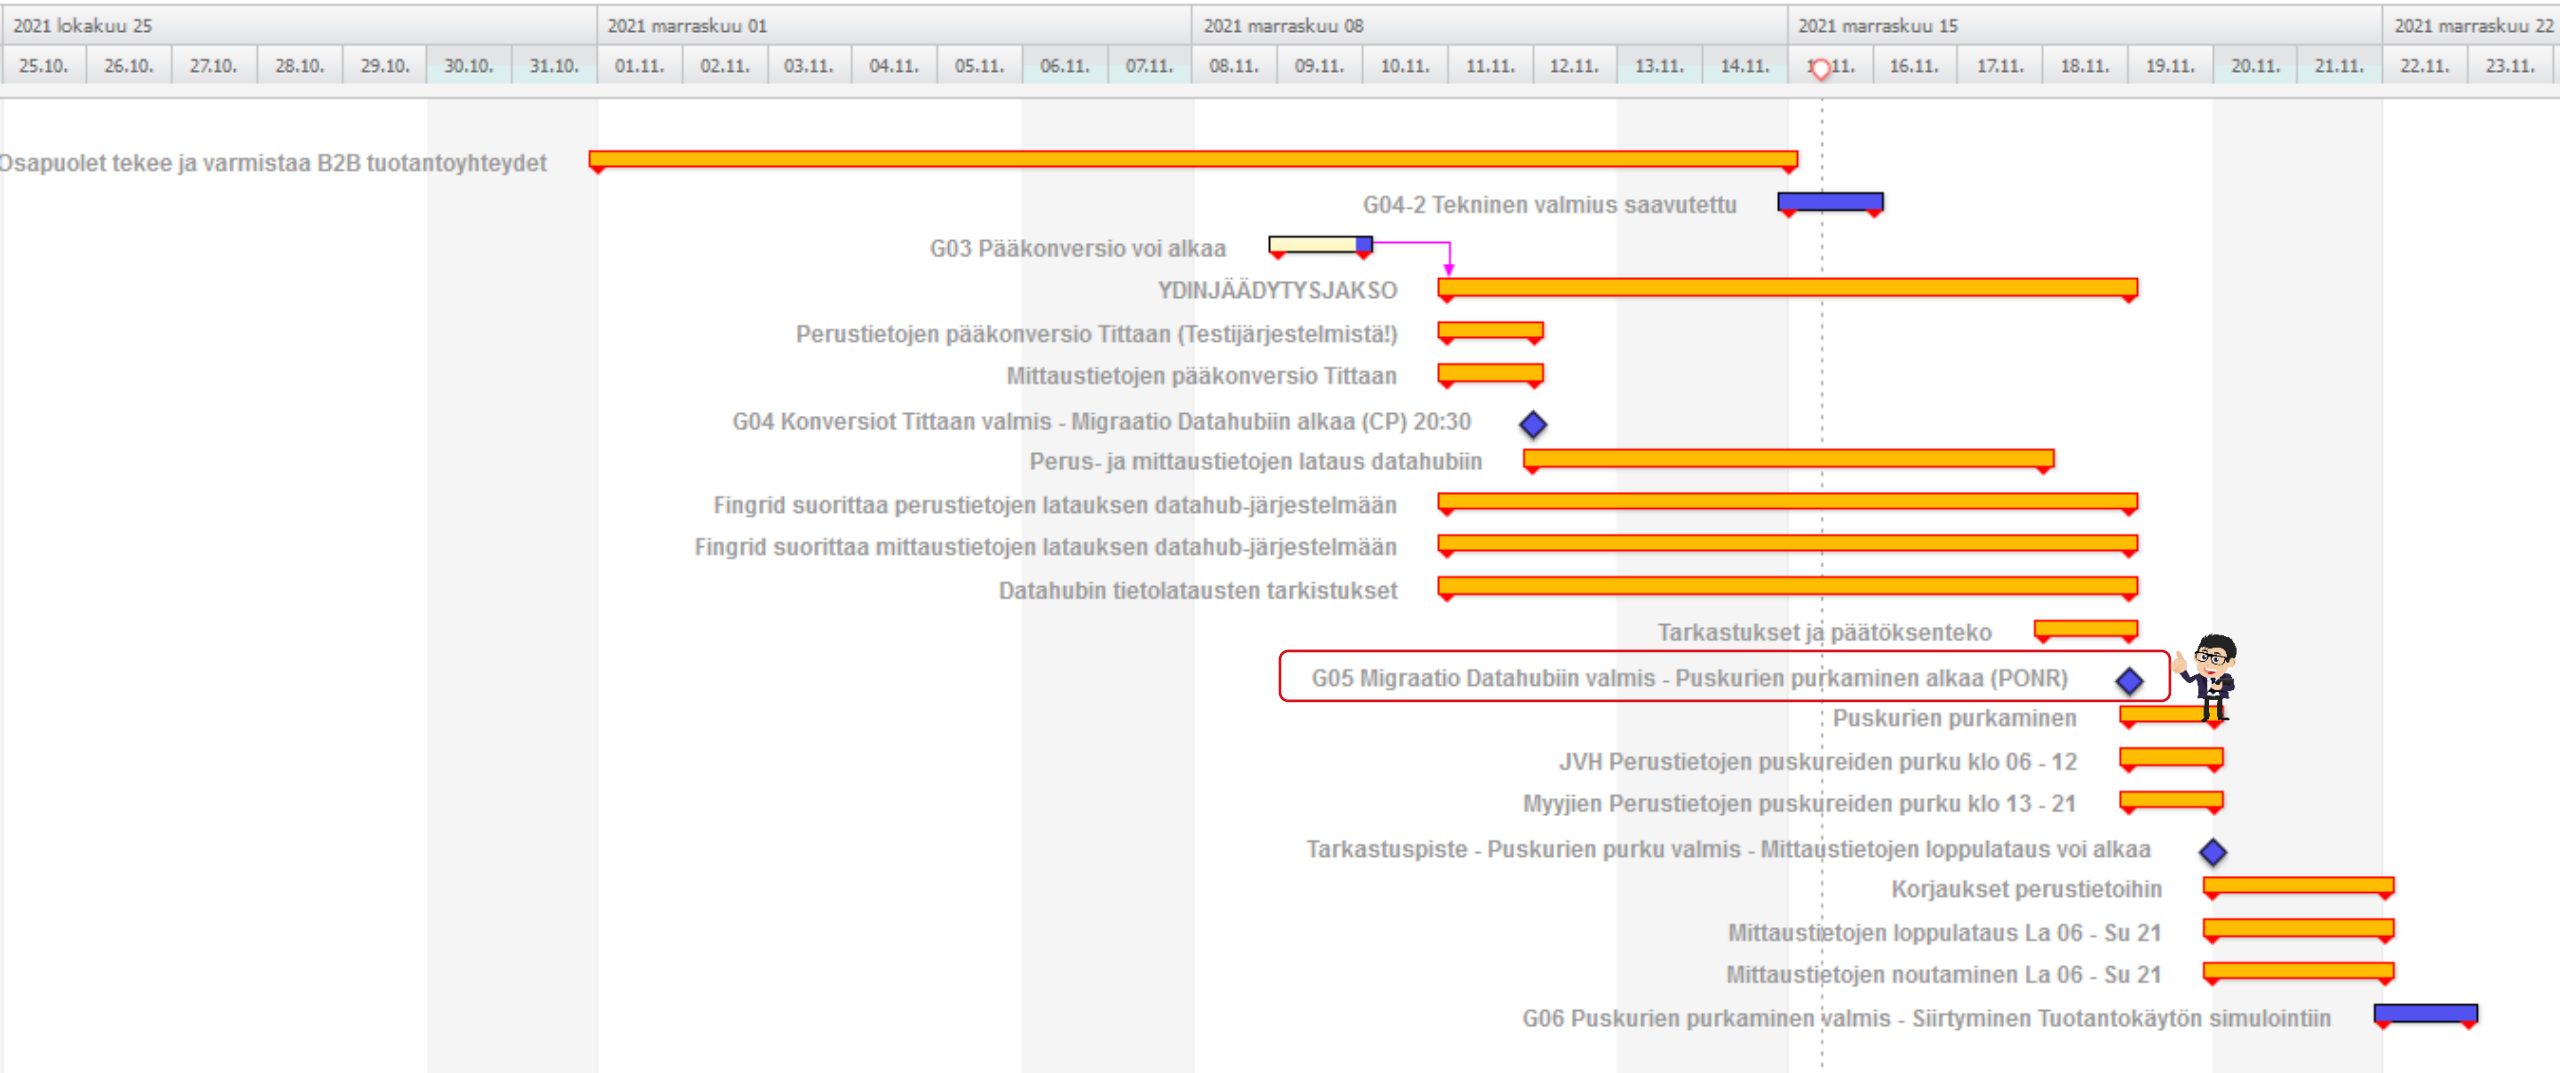 2021 lokakuu 25 2021 marraskuu 01 2021 marraskuu 08 2021 marraskuu 15 2021 marraskuu 22
25.10. 26.10. 27.10. 28.10. 29.10. 30.10. 31.10. 01.11. 02.11. 03.11. 04.11. 05.11. 06.11. 07.11. 08.11. 09.11. 10.11. 11.11. 12.11. 13.11. 14.11. 11. 16.11. 17.11. 18.11. 19.11. 20.11. 21.11. 22.11. 23.11.
Osapuolet tekee ja varmistaa B2B tuotantoyhteydet
G04-2 Tekninen valmius saavutettu
G03 Pääkonversio voi alkaa
YDINJÄÄDYTYSJAKSO
Perustietojen pääkonversio Tittaan (Testijärjestelmistä!)
Mittaustietojen pääkonversio Tittaan
G04 Konversiot Tittaan valmis - Migraatio Datahubiin alkaa (CP) 20:30
Perus- ja mittaustietojen lataus datahubiin
Fingrid suorittaa perustietojen latauksen datahub-järjestelmään
Fingrid suorittaa mittaustietojen latauksen datahub-järjestelmään
Datahubin tietolatausten tarkistukset
Tarkastukset ja päätöksenteko
G05 Migraatio Datahubiin valmis - Puskurien purkaminen alkaa (PONR)
Puskurien purkaminen
JVH Perustietojen puskureiden purku klo 06 - 12
Myyjien Perustietojen puskureiden purku klo 13 - 21
Tarkastuspiste - Puskurien purku valmis - Mittaustietojen loppulataus voi alkaa
Korjaukset perustietoihin
Mittaustietojen loppulataus La 06 - Su 21
Mittaustietojen noutaminen La 06 - Su 21
G06 Puskurien purkaminen valmis - Siirtyminen Tuotantokäytön simulointiin